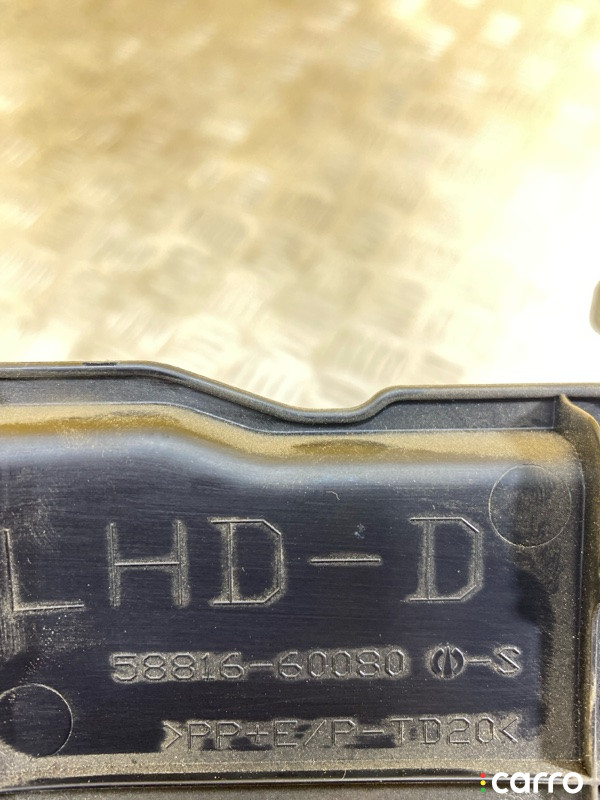 LHD-D
58816-60080 -S
>PP+E/P-TD20<
carro